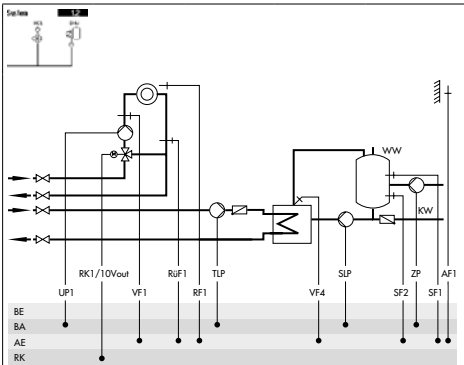 System 1.2
WW
KW
RK1/10Vout RüF1 TLP SLP ZP AF1
UP1 VF1 RF1 VF4 SF2 SF1
BE
BA
AE
RK